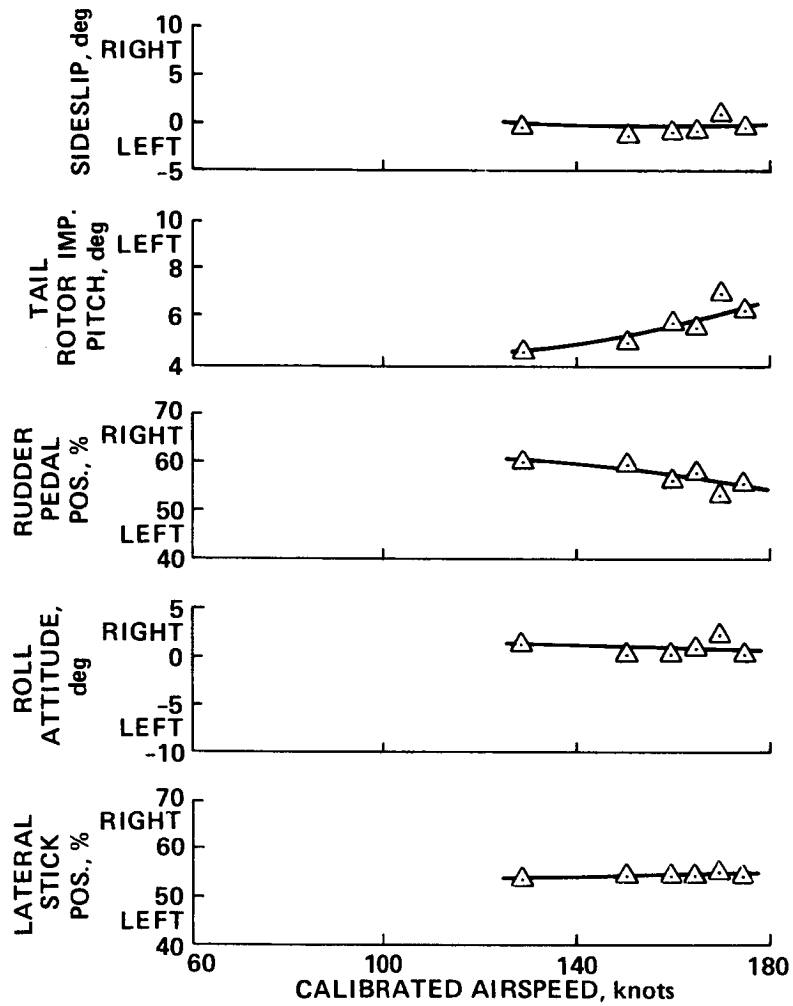 SIDESLIP, deg
10
RIGHT
5
0
LEFT
-5
TAIL
ROTOR IMP.
PITCH, deg
10
LEFT
8
6
4
RUDDER
PEDAL
POS., %
70
RIGHT
60
50
LEFT
40
ROLL
ATTITUDE,
deg
5
RIGHT
0
-5
LEFT
-10
LATERAL
STICK
POS., %
70
RIGHT
60
50
LEFT
40
60 100 140 180
CALIBRATED AIRSPEED, knots